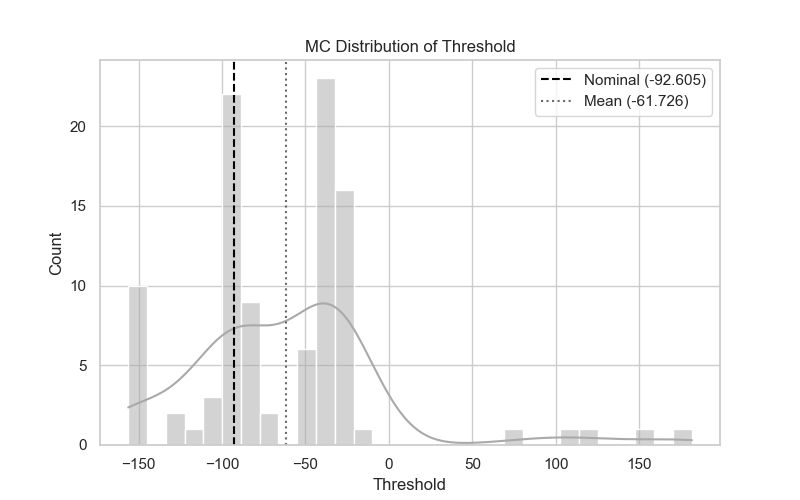 MC Distribution of Threshold
Nominal (-92.605)
Mean (-61.726)
Count
20
15
10
5
0
−150
−100
−50
0
50
100
150
Threshold